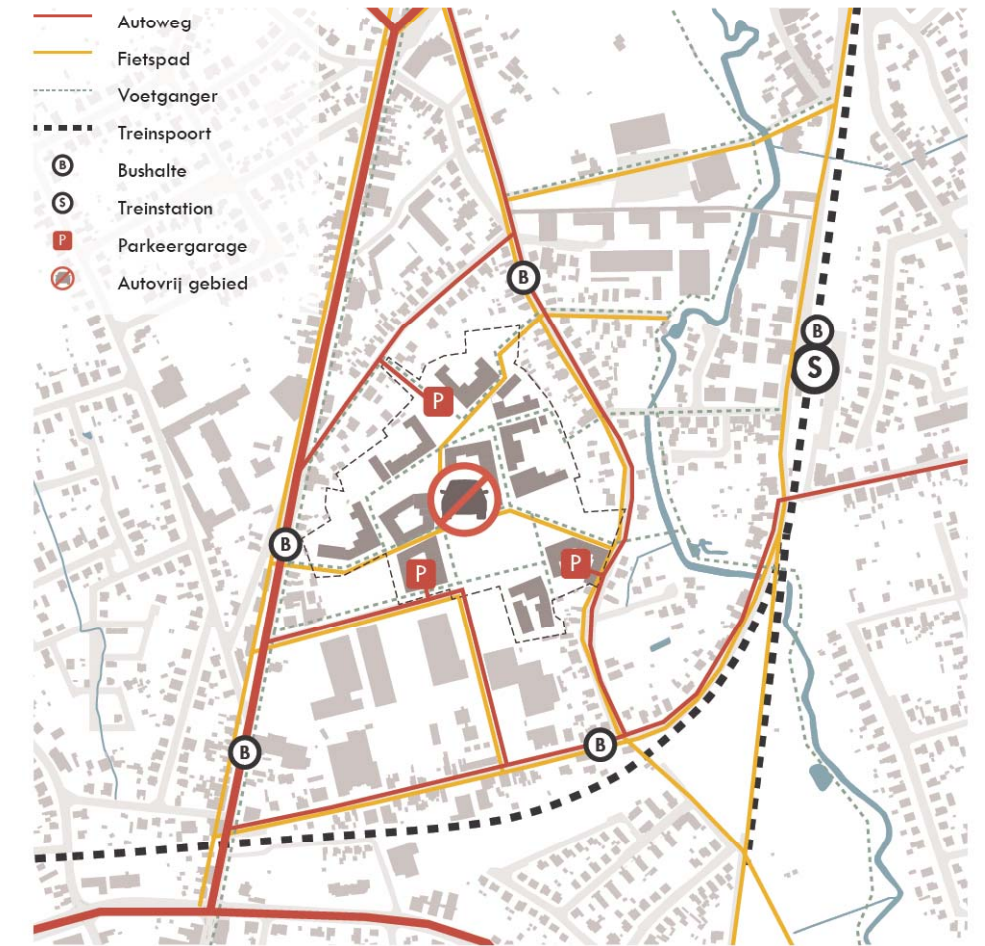 Autoweg
Fietspad
Voetganger
Treinspoort
B Bushalte
S Treinstation
P Parkeergarage
Autovrij gebied
B
B
S
P
B
P
P
B
B